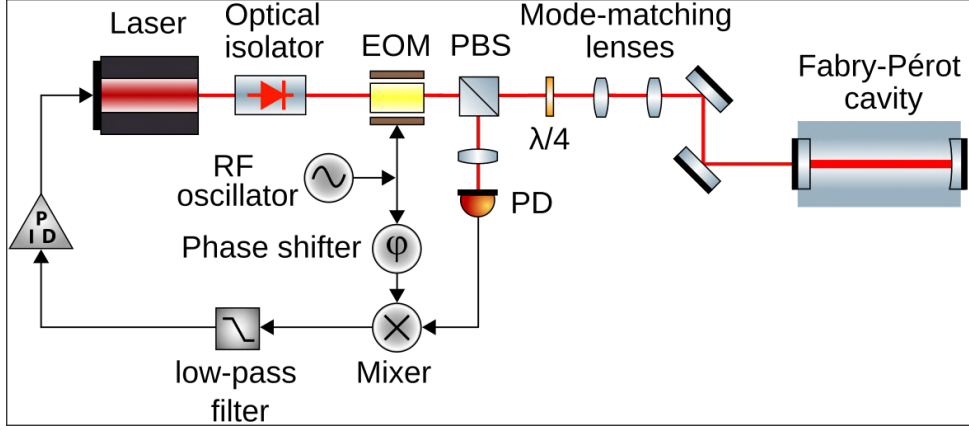 Laser
Optical
isolator
EOM
PBS
Mode-matching
lenses
Fabry-Pérot
cavity
λ/4
RF
oscillator
PD
P
I D
Phase shifter
φ
low-pass
filter
Mixer